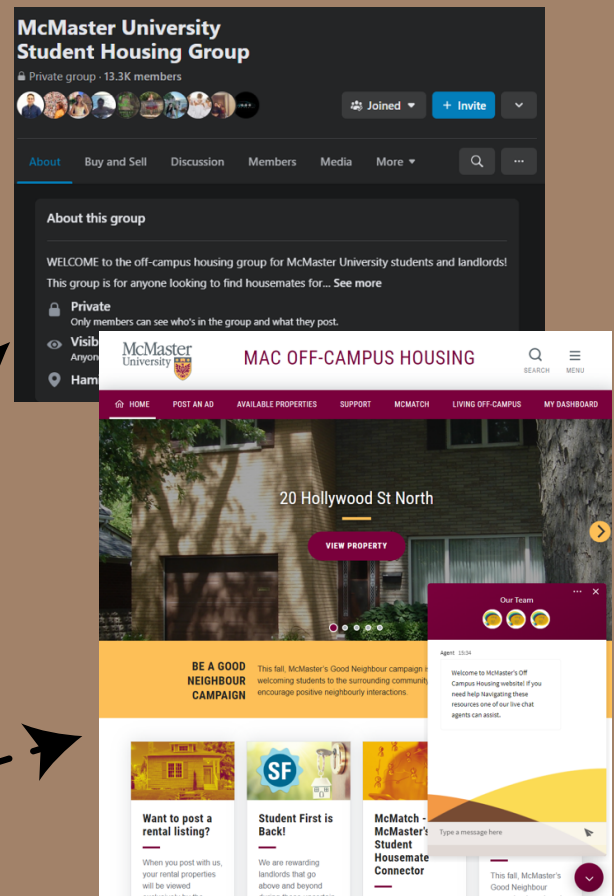 McMaster University
Student Housing Group
Private group · 13.3K members
Joined
+ Invite
About
Buy and Sell
Discussion
Members
Media
More
About this group
WELCOME to the off-campus housing group for McMaster University students and landlords!
This group is for anyone looking to find housemates for... See more
Private
Only members can see who's in the group and what they post.
Visib
Anyon
Ham
McMaster
University
MAC OFF-CAMPUS HOUSING
SEARCH
MENU
HOME
POST AN AD
AVAILABLE PROPERTIES
SUPPORT
MCMATCH
LIVING OFF-CAMPUS
MY DASHBOARD
20 Hollywood St North
VIEW PROPERTY
BE A GOOD
NEIGHBOUR
CAMPAIGN
This fall, McMaster's Good Neighbour campaign is
welcoming students to the surrounding community
encourage positive neighbourly interactions.
Want to post a
rental listing?
When you post with us,
your rental properties
will be viewed
SF
Student First is
Back!
We are rewarding
landlords that go
above and beyond
McMatch -
McMaster's
Student
Housemate
Connector
This fall, McMaster's
Good Neighbour
Our Team
Agent 15:34
Welcome to McMaster's Off
Campus Housing website! If you
need help Navigating these
resources one of our live chat
agents can assist.
Type a message here